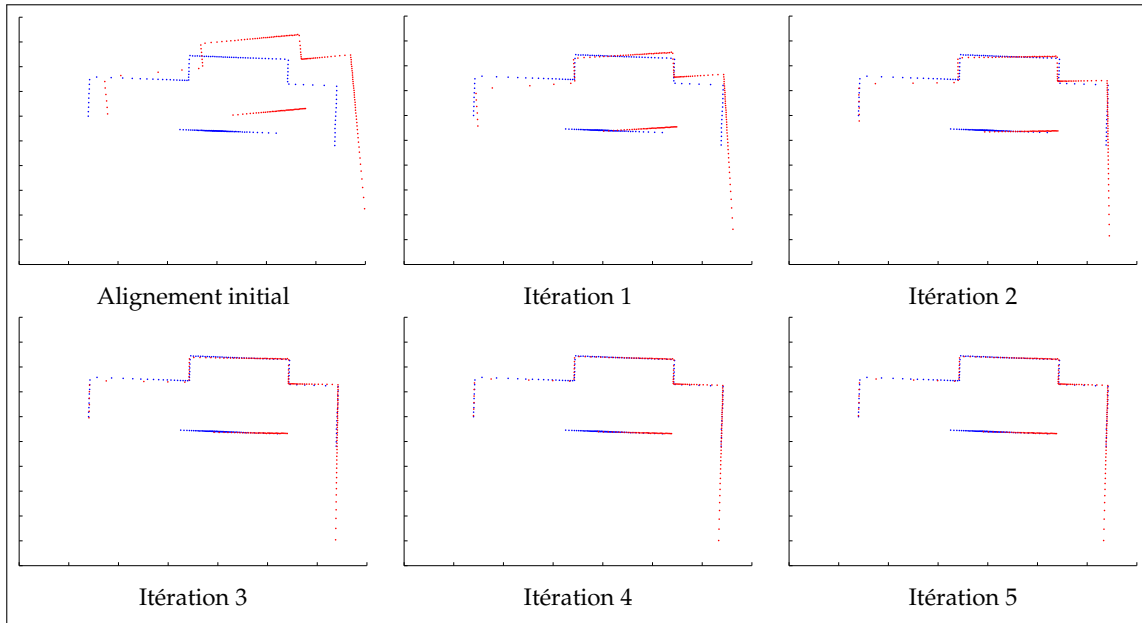 Alignement initial
Itération 1
Itération 2
Itération 3
Itération 4
Itération 5